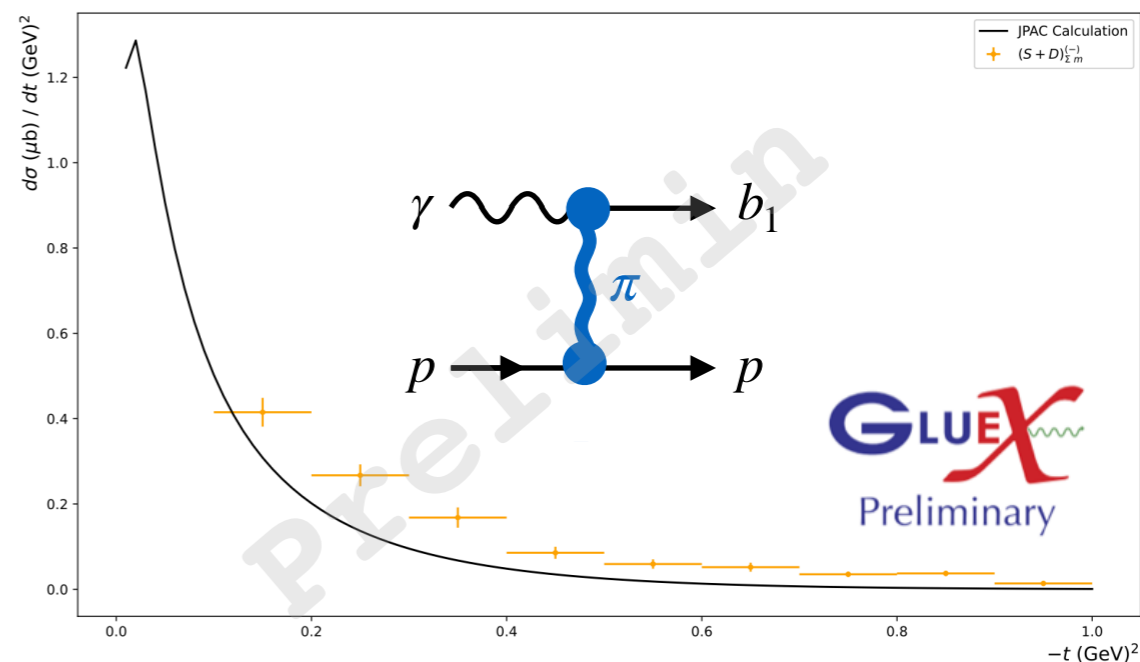 dσ (μb) / dt (GeV)²
1.2
1.0
0.8
0.6
0.4
0.2
0.0
JPAC Calculation
(S + D)_{Σ m}^{(−)}
γ
b₁
π
p
p
Prelimin
GLUEX
Preliminary
0.0 0.2 0.4 0.6 0.8 1.0
−t (GeV)²